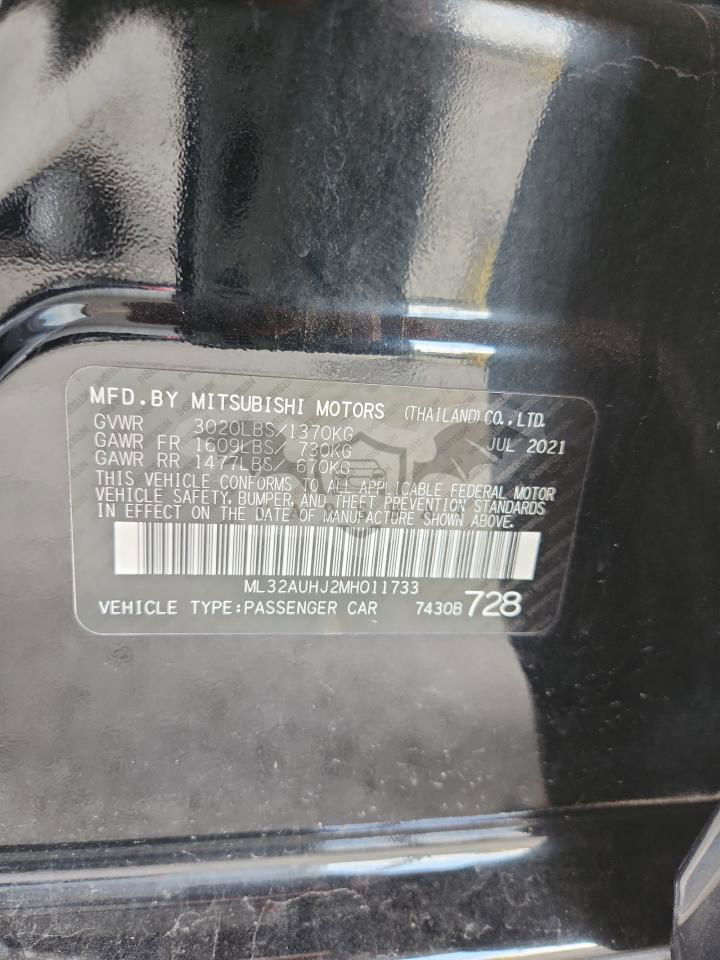 MFD.BY MITSUBISHI MOTORS (THAILAND)CO.,LTD.
GVWR 3020LBS/1370KG
GAWR FR 1609LBS/ 730KG JUL 2021
GAWR RR 1477LBS/ 670KG
THIS VEHICLE CONFORMS TO ALL APPLICABLE FEDERAL MOTOR
VEHICLE SAFETY, BUMPER, AND THEFT PREVENTION STANDARDS
IN EFFECT ON THE DATE OF MANUFACTURE SHOWN ABOVE.
ML32AUHJ2MH011733
VEHICLE TYPE:PASSENGER CAR 7430B 728